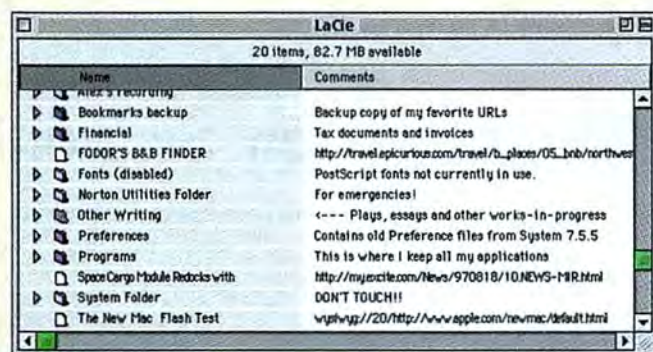 LaCie
20 items, 82.7 MB available
Name Comments
Alex's recording
Bookmarks backup Backup copy of my favorite URLs
Financial Tax documents and invoices
FODOR'S B&B FINDER http://travel.epicurious.com/travel/b_places/05_bnb/northwes
Fonts (disabled) PostScript fonts not currently in use.
Norton Utilities Folder For emergencies!
Other Writing <--- Plays, essays and other works-in-progress
Preferences Contains old Preference files from System 7.5.5
Programs This is where I keep all my applications
Space Cargo Module Redocks with http://my.excite.com/News/970818/10.NEWS-MIR.html
System Folder DON'T TOUCH!!
The New Mac Flash Test wysiwyg://20/http://www.apple.com/newmac/default.html